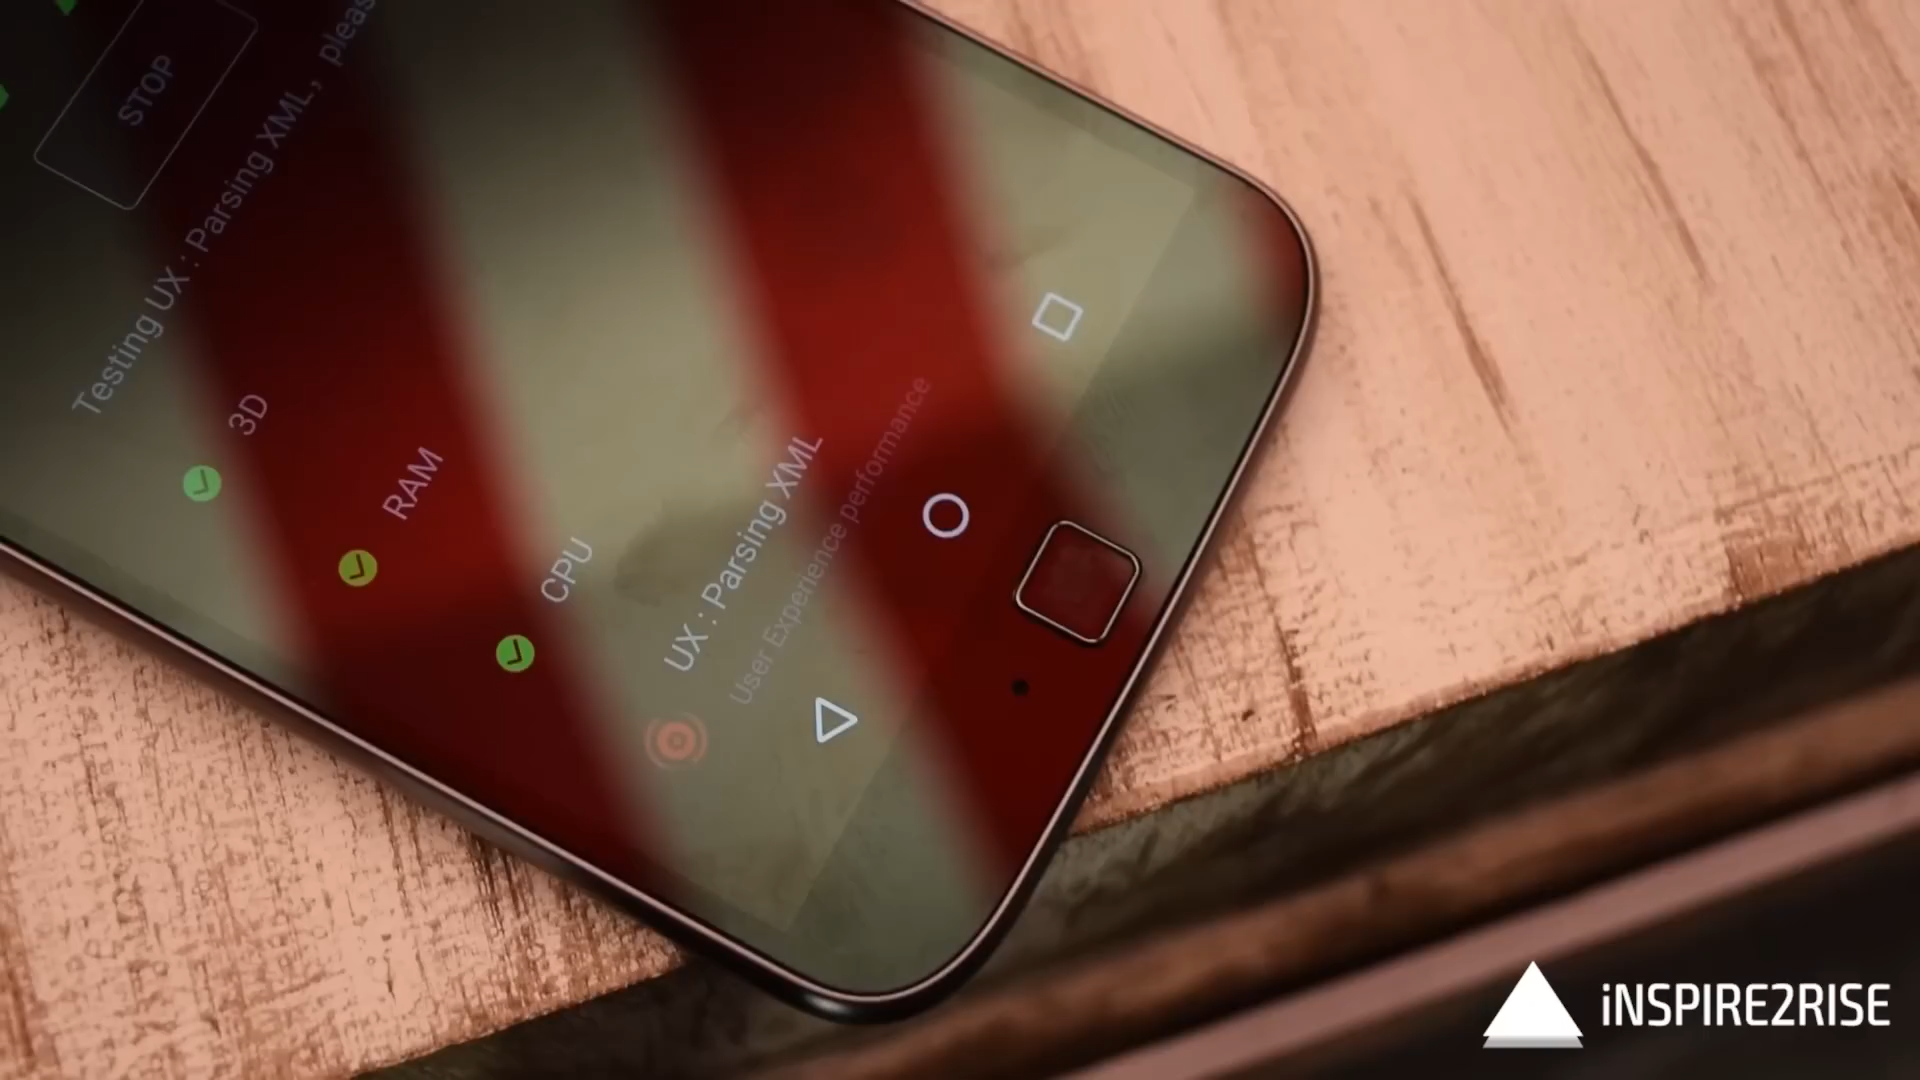 STOP
Testing UX : Parsing XML, pleas
3D
RAM
CPU
UX : Parsing XML
User Experience performance
iNSPIRE2RISE